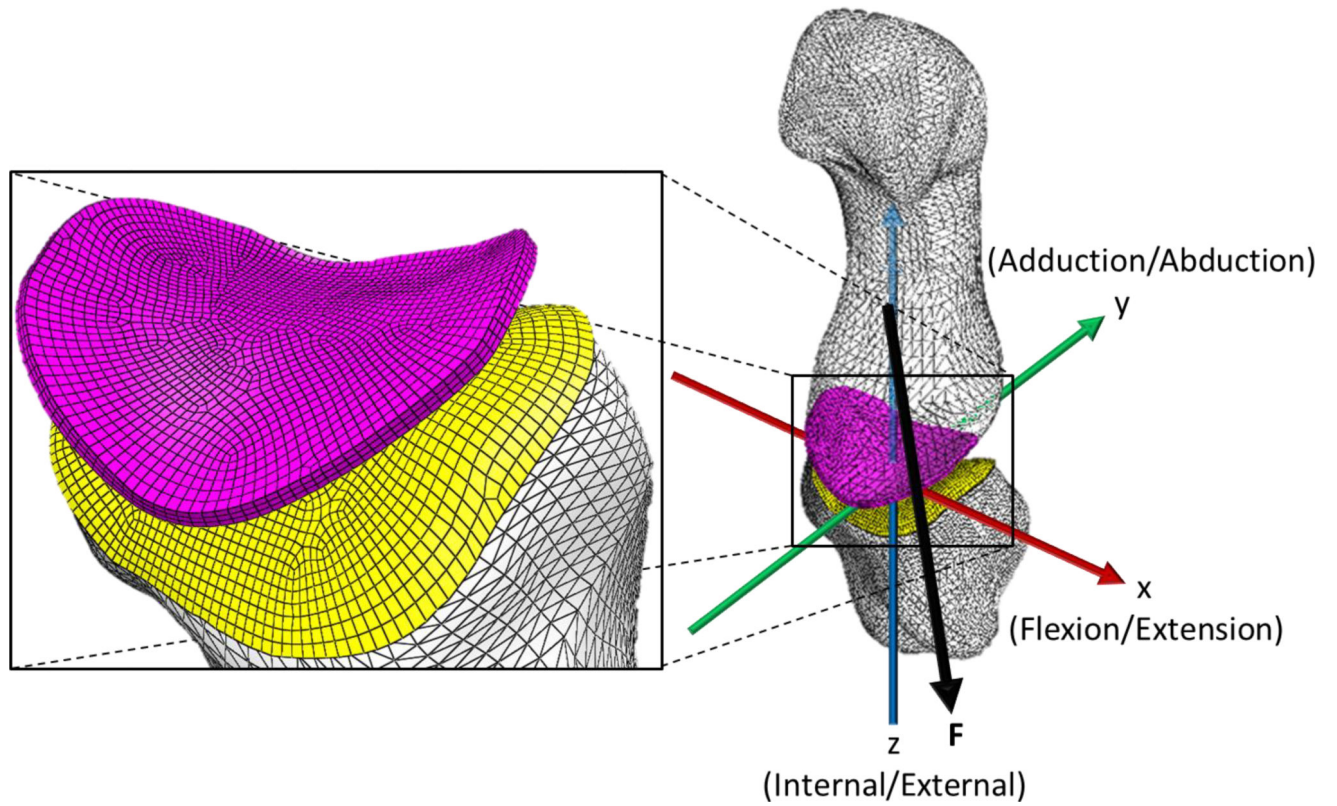 (Adduction/Abduction)
y
x
(Flexion/Extension)
F
z
(Internal/External)